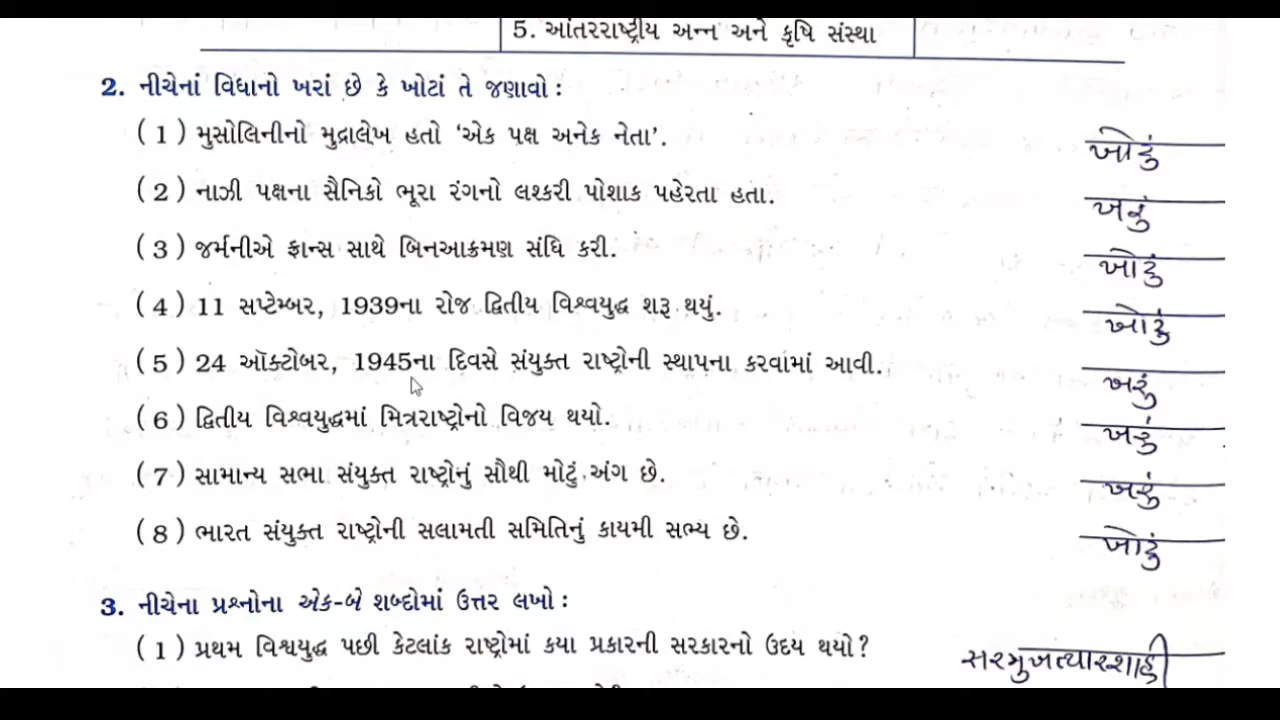 5. આંતરરાષ્ટ્રીય અન્ન અને કૃષિ સંસ્થા
2. નીચેનાં વિધાનો ખરાં છે કે ખોટાં તે જણાવો :
(1) મુસોલિનીનો મુદ્રાલેખ હતો ‘એક પક્ષ અનેક નેતા’. ખોટું
(2) નાઝી પક્ષના સૈનિકો ભૂરા રંગનો લશ્કરી પોશાક પહેરતા હતા. ખરું
(3) જર્મનીએ ફ્રાન્સ સાથે બિનઆક્રમણ સંધિ કરી. ખોટું
(4) 11 સપ્ટેમ્બર, 1939ના રોજ દ્વિતીય વિશ્વયુદ્ધ શરૂ થયું. ખોટું
(5) 24 ઑક્ટોબર, 1945ના દિવસે સંયુક્ત રાષ્ટ્રોની સ્થાપના કરવામાં આવી. ખરું
(6) દ્વિતીય વિશ્વયુદ્ધમાં મિત્રરાષ્ટ્રોનો વિજય થયો. ખરું
(7) સામાન્ય સભા સંયુક્ત રાષ્ટ્રોનું સૌથી મોટું અંગ છે. ખરું
(8) ભારત સંયુક્ત રાષ્ટ્રોની સલામતી સમિતિનું કાયમી સભ્ય છે. ખોટું
3. નીચેના પ્રશ્નોના એક-બે શબ્દોમાં ઉત્તર લખો :
(1) પ્રથમ વિશ્વયુદ્ધ પછી કેટલાંક રાષ્ટ્રોમાં કયા પ્રકારની સરકારનો ઉદય થયો? સરમુખત્યારશાહી